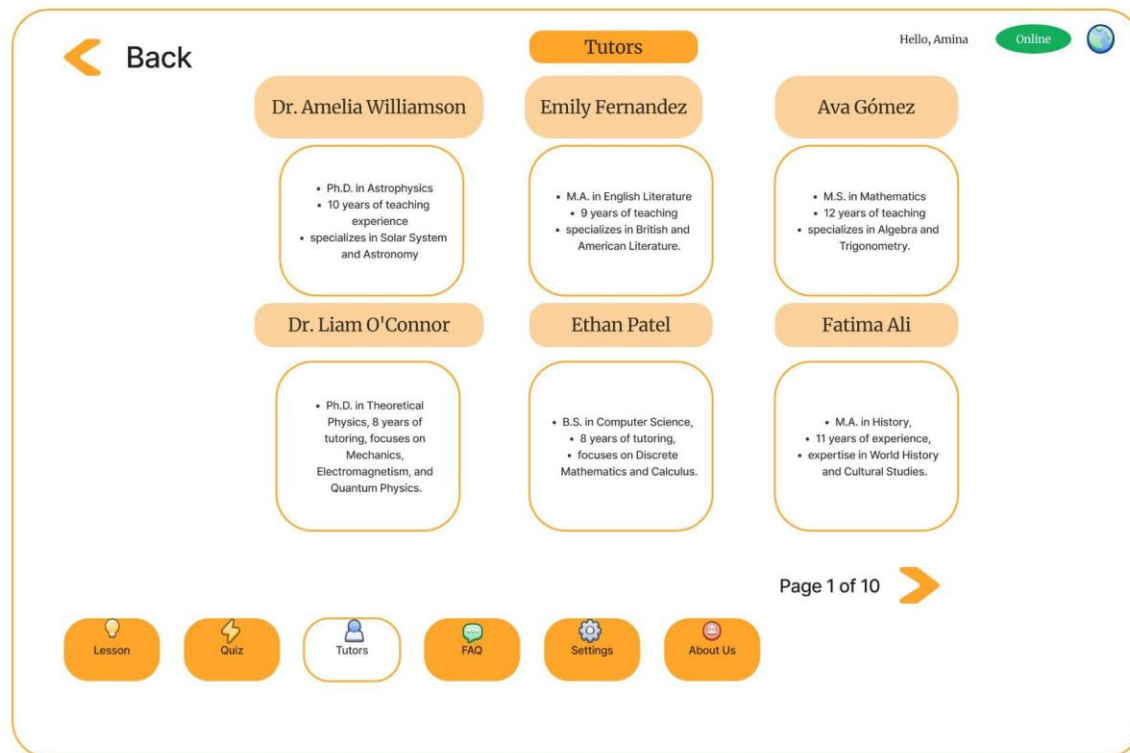 Back
Tutors
Hello, Amina
Online
Dr. Amelia Williamson
• Ph.D. in Astrophysics
• 10 years of teaching
experience
• specializes in Solar System
and Astronomy
Emily Fernandez
• M.A. in English Literature
• 9 years of teaching
• specializes in British and
American Literature.
Ava Gómez
• M.S. in Mathematics
• 12 years of teaching
• specializes in Algebra and
Trigonometry.
Dr. Liam O'Connor
• Ph.D. in Theoretical
Physics, 8 years of
tutoring, focuses on
Mechanics,
Electromagnetism, and
Quantum Physics.
Ethan Patel
• B.S. in Computer Science,
• 8 years of tutoring,
• focuses on Discrete
Mathematics and Calculus.
Fatima Ali
• M.A. in History,
• 11 years of experience,
• expertise in World History
and Cultural Studies.
Page 1 of 10
Lesson
Quiz
Tutors
FAQ
Settings
About Us